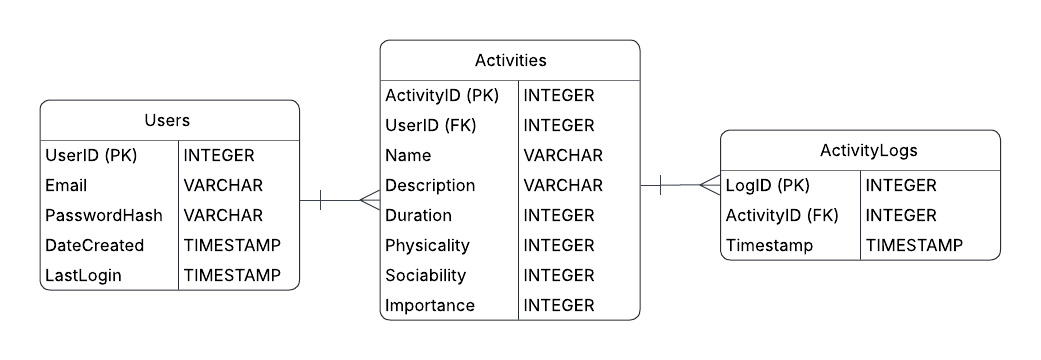 Users
UserID (PK) INTEGER
Email VARCHAR
PasswordHash VARCHAR
DateCreated TIMESTAMP
LastLogin TIMESTAMP
Activities
ActivityID (PK) INTEGER
UserID (FK) INTEGER
Name VARCHAR
Description VARCHAR
Duration INTEGER
Physicality INTEGER
Sociability INTEGER
Importance INTEGER
ActivityLogs
LogID (PK) INTEGER
ActivityID (FK) INTEGER
Timestamp TIMESTAMP